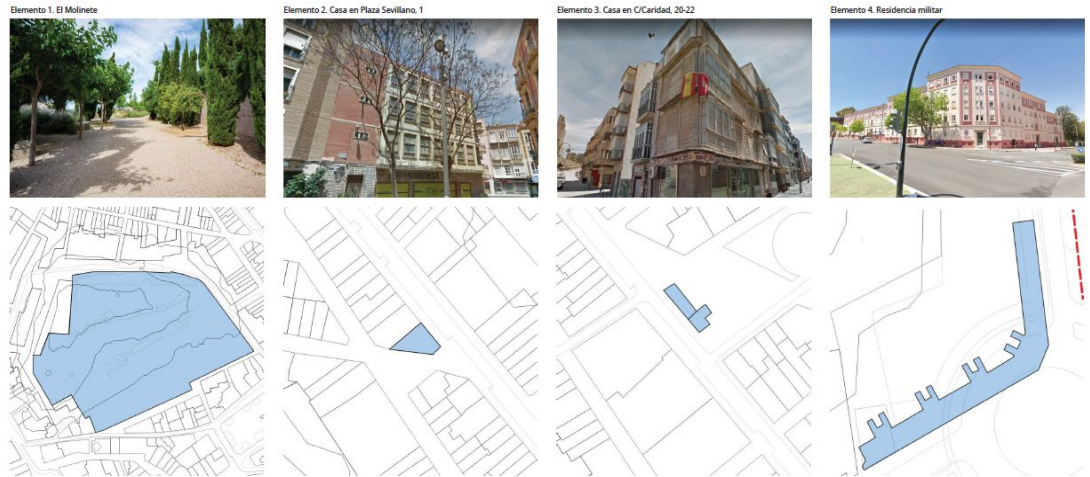 Elemento 1. El Molinete
Elemento 2. Casa en Plaza Sevillano, 1
Elemento 3. Casa en C/Caridad, 20-22
Elemento 4. Residencia militar